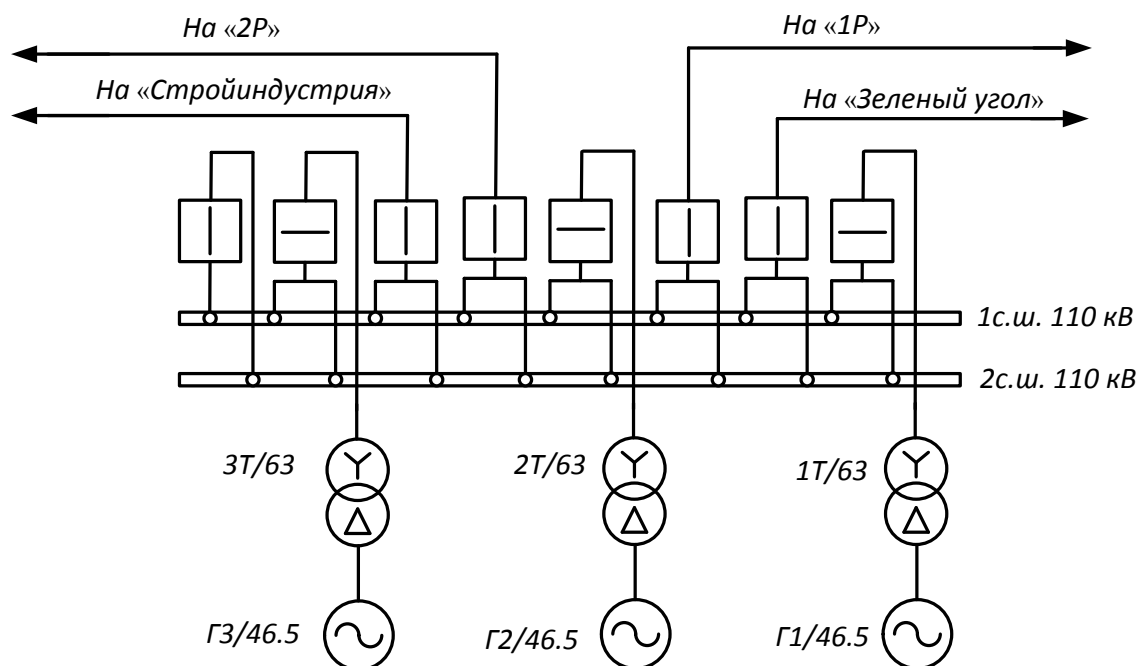 На «2Р»
На «1Р»
На «Стройиндустрия»
На «Зеленый угол»
1с.ш. 110 кВ
2с.ш. 110 кВ
3Т/63
2Т/63
1Т/63
Г3/46.5
Г2/46.5
Г1/46.5